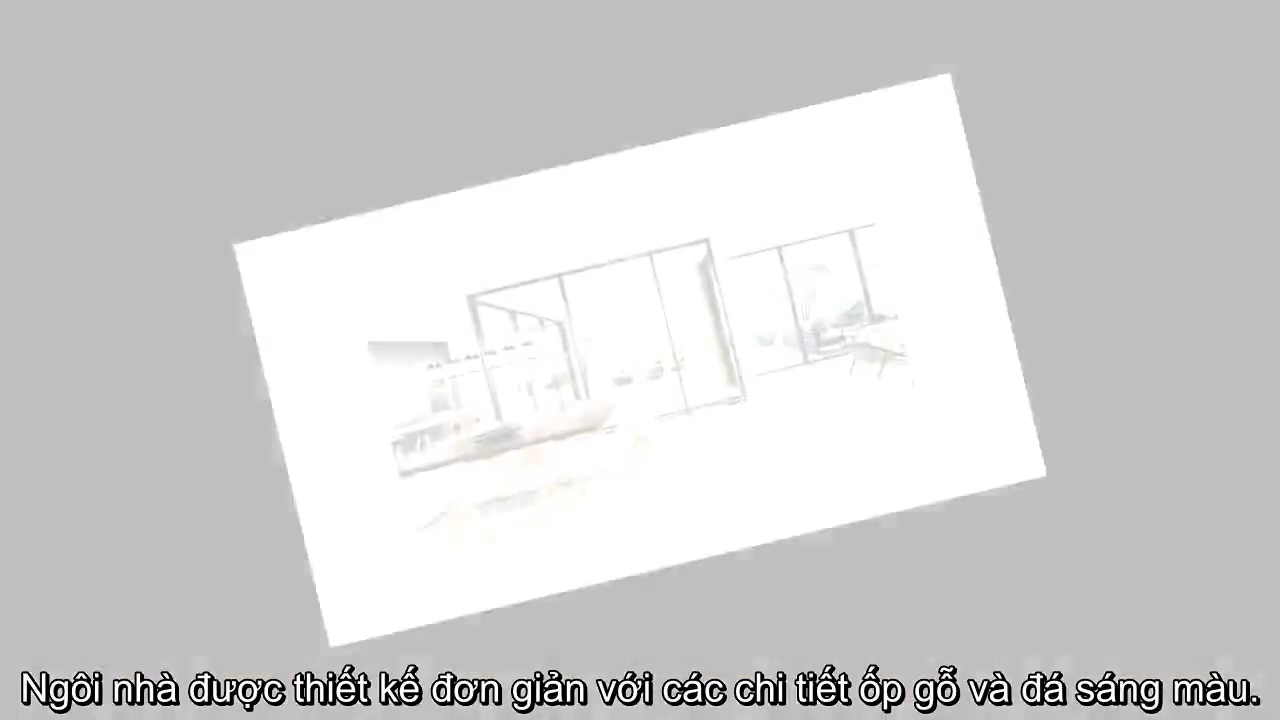 Ngôi nhà được thiết kế đơn giản với các chi tiết ốp gỗ và đá sáng màu.